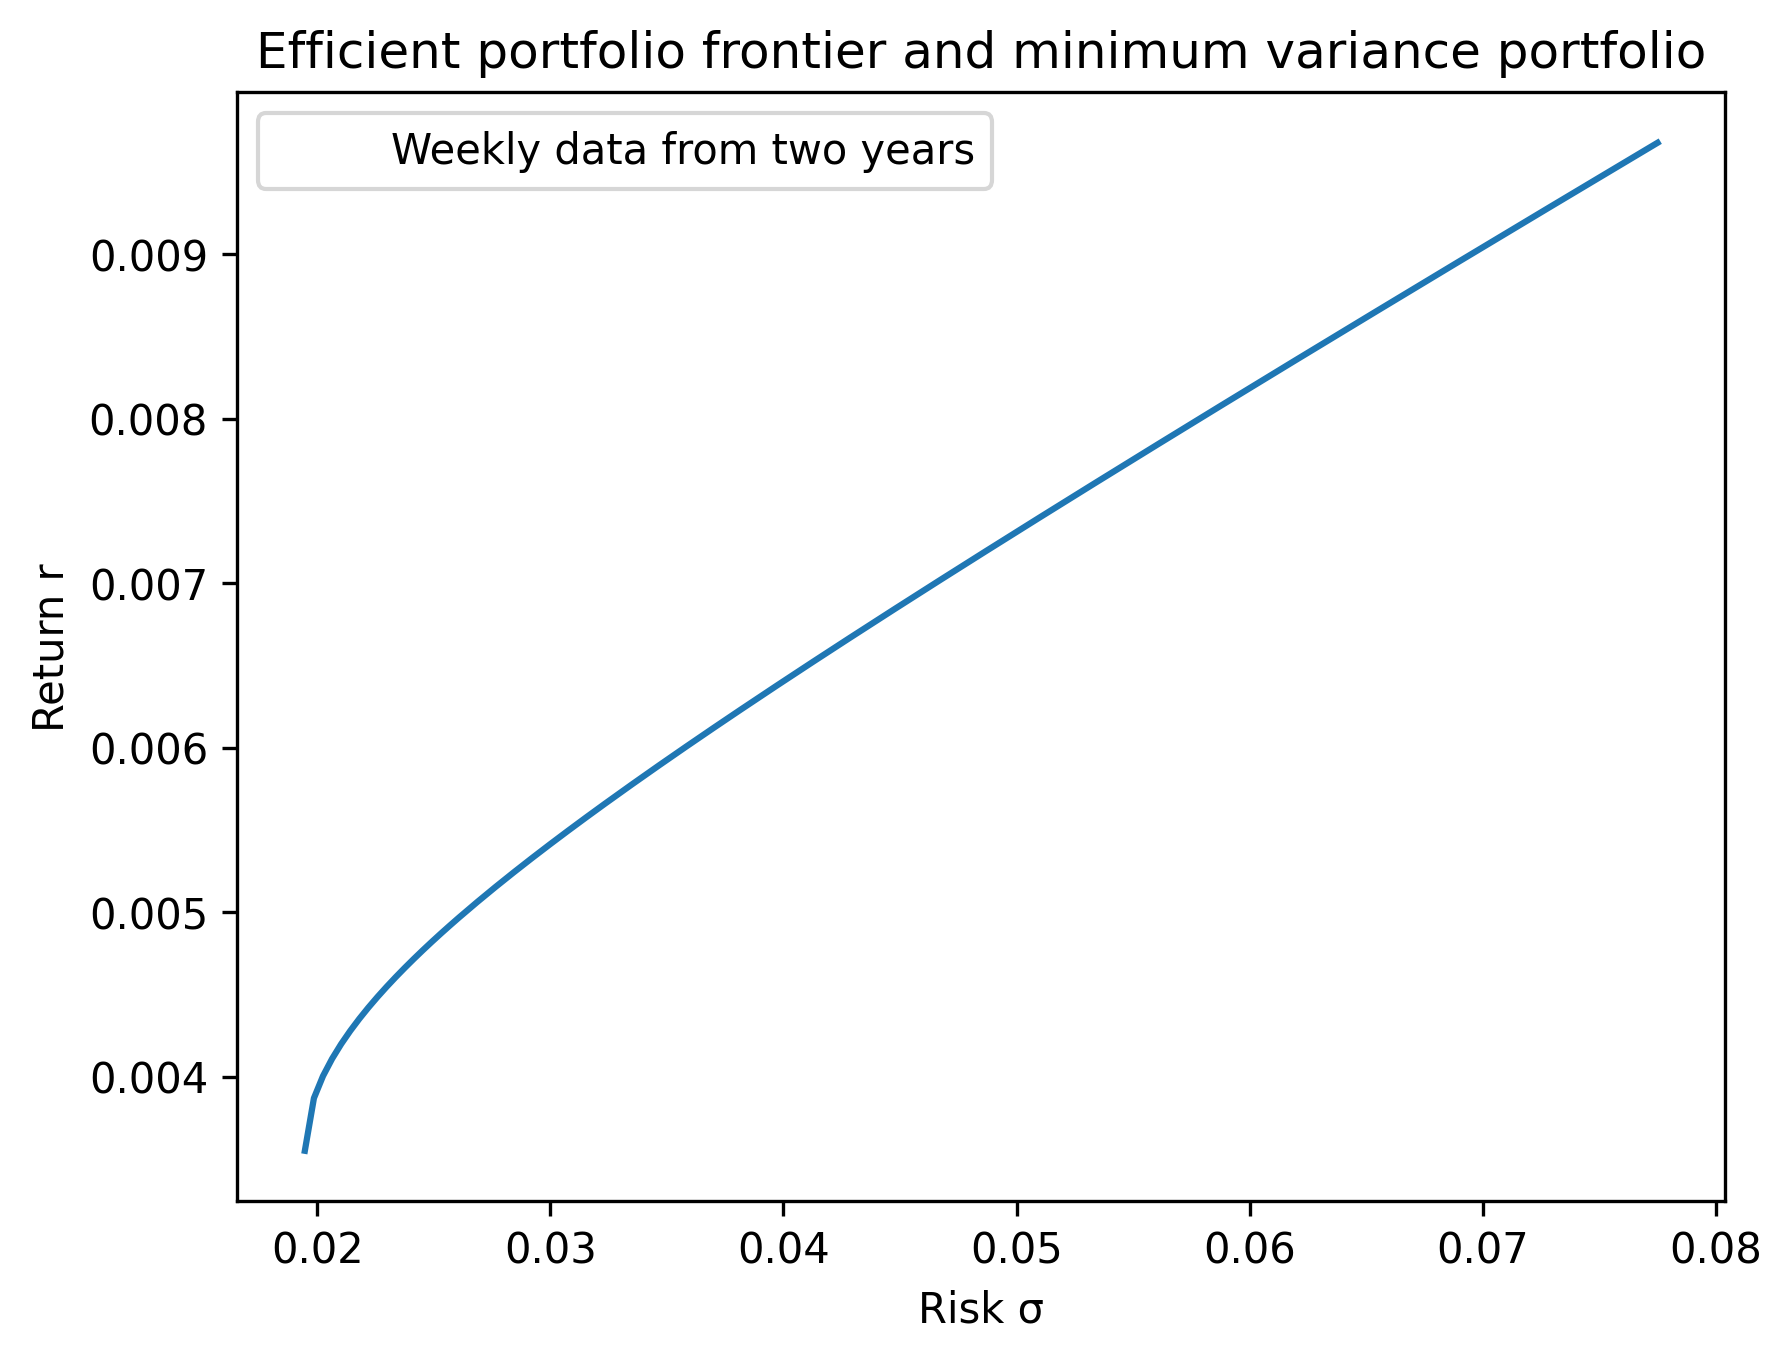 Efficient portfolio frontier and minimum variance portfolio
Weekly data from two years
0.009
0.008
0.007
0.006
0.005
0.004
Return r
0.02 0.03 0.04 0.05 0.06 0.07 0.08
Risk σ